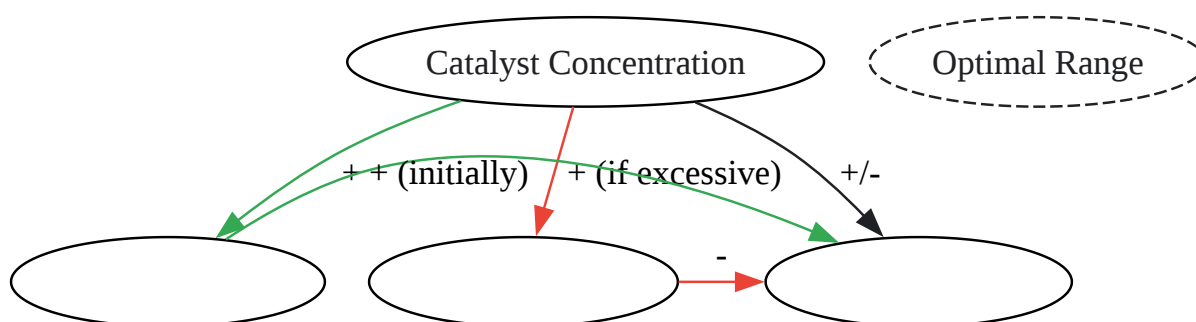 Catalyst Concentration
Optimal Range
+
+ (initially)
+ (if excessive)
+/-
-